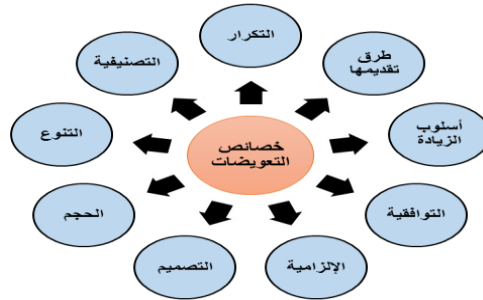 التكرار
طرق
تقديمها
أسلوب
الزيادة
التوافقية
الإلزامية
التصميم
الحجم
التنوع
التصنيفية
خصائص
التعويضات